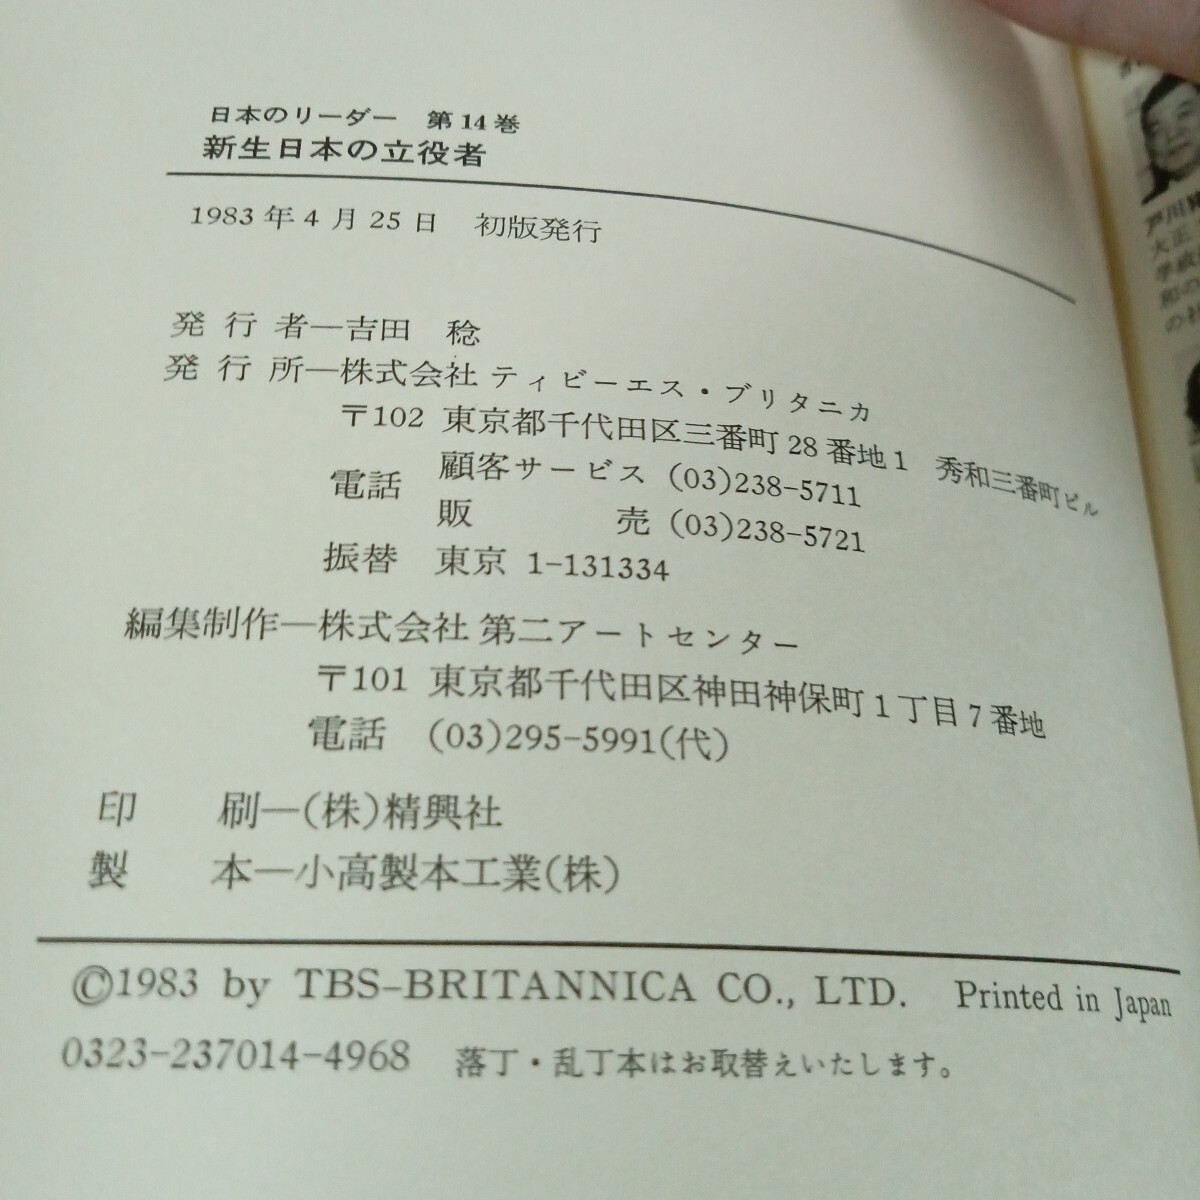 日本のリーダー 第14巻
新生日本の立役者
1983年4月25日 初版発行
発行者―吉田 稔
発行所―株式会社 ティビーエス・ブリタニカ
〒102 東京都千代田区三番町28番地1 秀和三番町ビル
電話 顧客サービス (03)238-5711
販売 (03)238-5721
振替 東京 1-131334
編集制作―株式会社 第二アートセンター
〒101 東京都千代田区神田神保町1丁目7番地
電話 (03)295-5991(代)
印刷―(株)精興社
製本―小高製本工業(株)
©1983 by TBS-BRITANNICA CO., LTD. Printed in Japan
0323-237014-4968 落丁・乱丁本はお取替えいたします。
戸川
大正
学
和の
の社